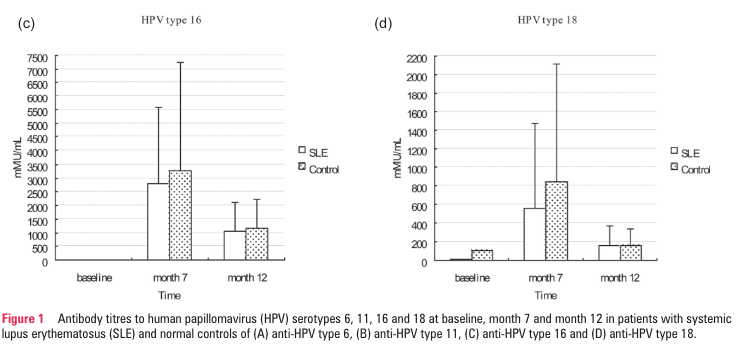 (c)
HPV type 16
7500
7000
6500
6000
5500
5000
4500
4000
3500
3000
2500
2000
1500
1000
500
0
mMIU/mL
baseline
month 7
month 12
Time
SLE
Control
(d)
HPV type 18
2200
2000
1800
1600
1400
1200
1000
800
600
400
200
0
mMIU/mL
baseline
month 7
month 12
Time
SLE
Control
Figure 1 Antibody titres to human papillomavirus (HPV) serotypes 6, 11, 16 and 18 at baseline, month 7 and month 12 in patients with systemic
lupus erythematosus (SLE) and normal controls of (A) anti-HPV type 6, (B) anti-HPV type 11, (C) anti-HPV type 16 and (D) anti-HPV type 18.